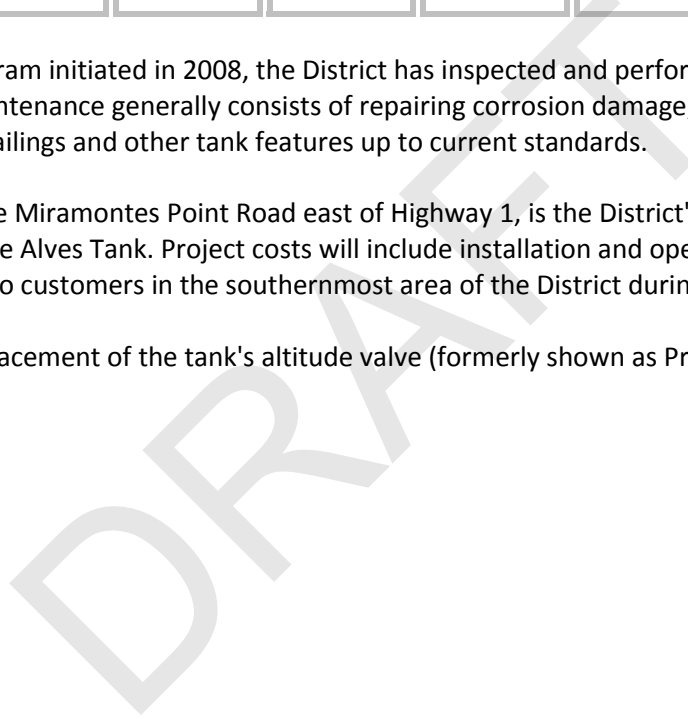 ram initiated in 2008, the District has inspected and perfor
ntenance generally consists of repairing corrosion damage,
ailings and other tank features up to current standards.
e Miramontes Point Road east of Highway 1, is the District'
e Alves Tank. Project costs will include installation and ope
o customers in the southernmost area of the District durin
acement of the tank's altitude valve (formerly shown as Pr
DRAFT